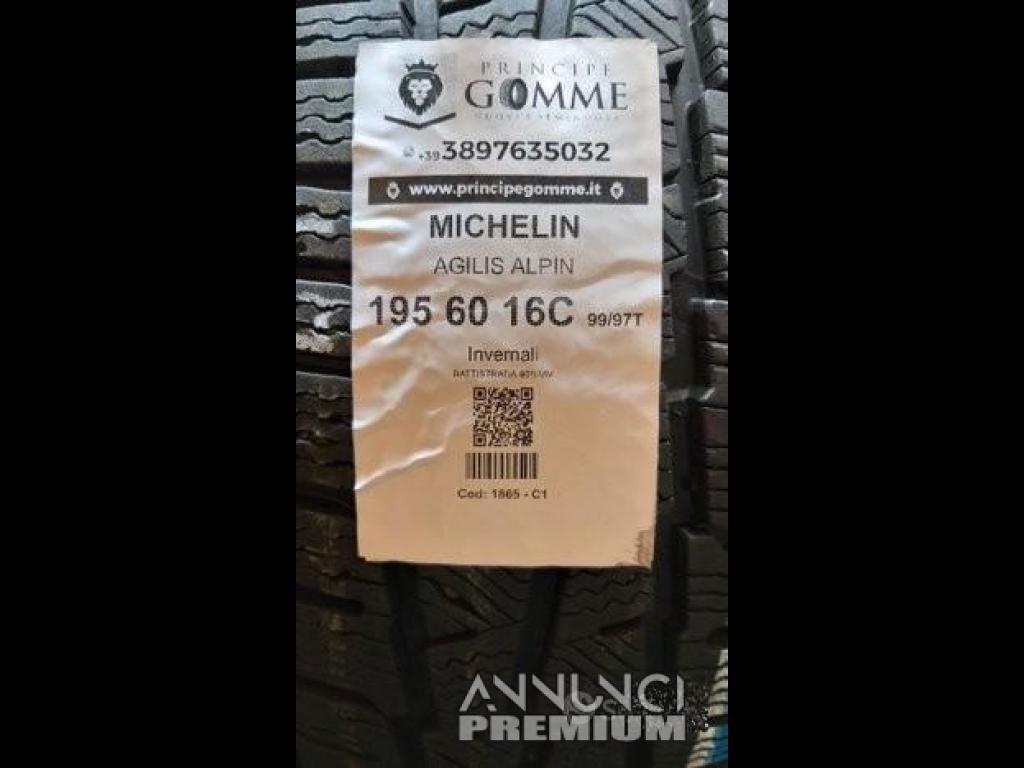 PRINCIPE
GOMME
+39 3897635032
www.principegomme.it
MICHELIN
AGILIS ALPIN
195 60 16C 99/97T
Invernali
BATTISTRADA
Cod: 1865 - C1
ANNUNCI
PREMIUM